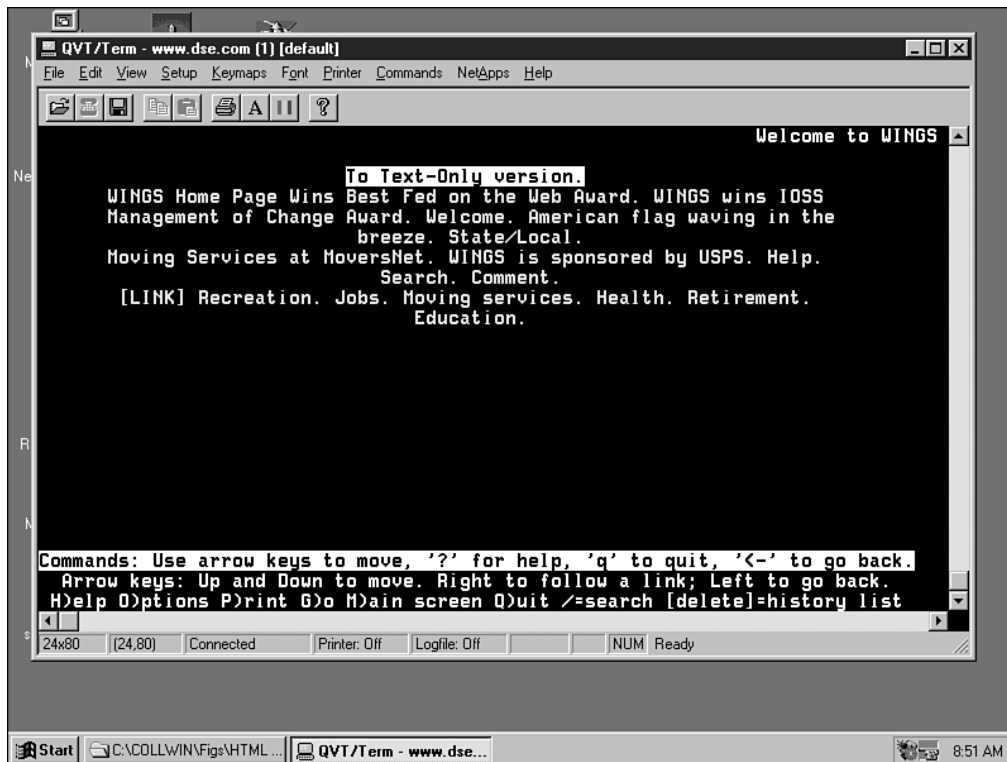 QVT/Term - www.dse.com (1) [default]
File Edit View Setup Keymaps Font Printer Commands NetApps Help
A ?
Welcome to WINGS
To Text-Only version.
WINGS Home Page Wins Best Fed on the Web Award. WINGS wins IOSS
Management of Change Award. Welcome. American flag waving in the
breeze. State/Local.
Moving Services at MoversNet. WINGS is sponsored by USPS. Help.
Search. Comment.
[LINK] Recreation. Jobs. Moving services. Health. Retirement.
Education.
Commands: Use arrow keys to move, '?' for help, 'q' to quit, '<-' to go back.
Arrow keys: Up and Down to move. Right to follow a link; Left to go back.
H)elp O)ptions P)rint G)o M)ain screen Q)uit /=search [delete]=history list
24x80 (24,80) Connected Printer: Off Logfile: Off NUM Ready
Start C:\COLLWIN\Figs\HTML ... QVT/Term - www.dse... 8:51 AM